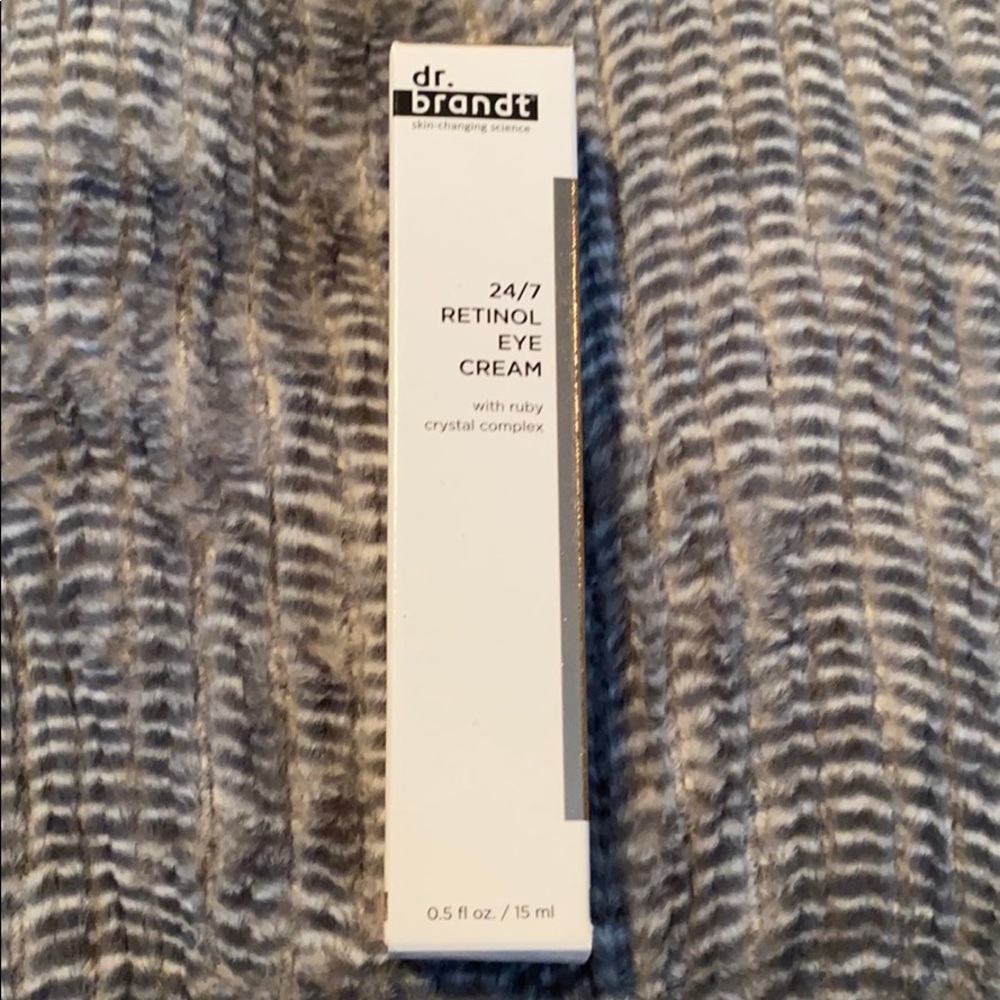 dr.
brandt
skin-changing science
24/7
RETINOL
EYE
CREAM
with ruby
crystal complex
0.5 fl oz. / 15 ml